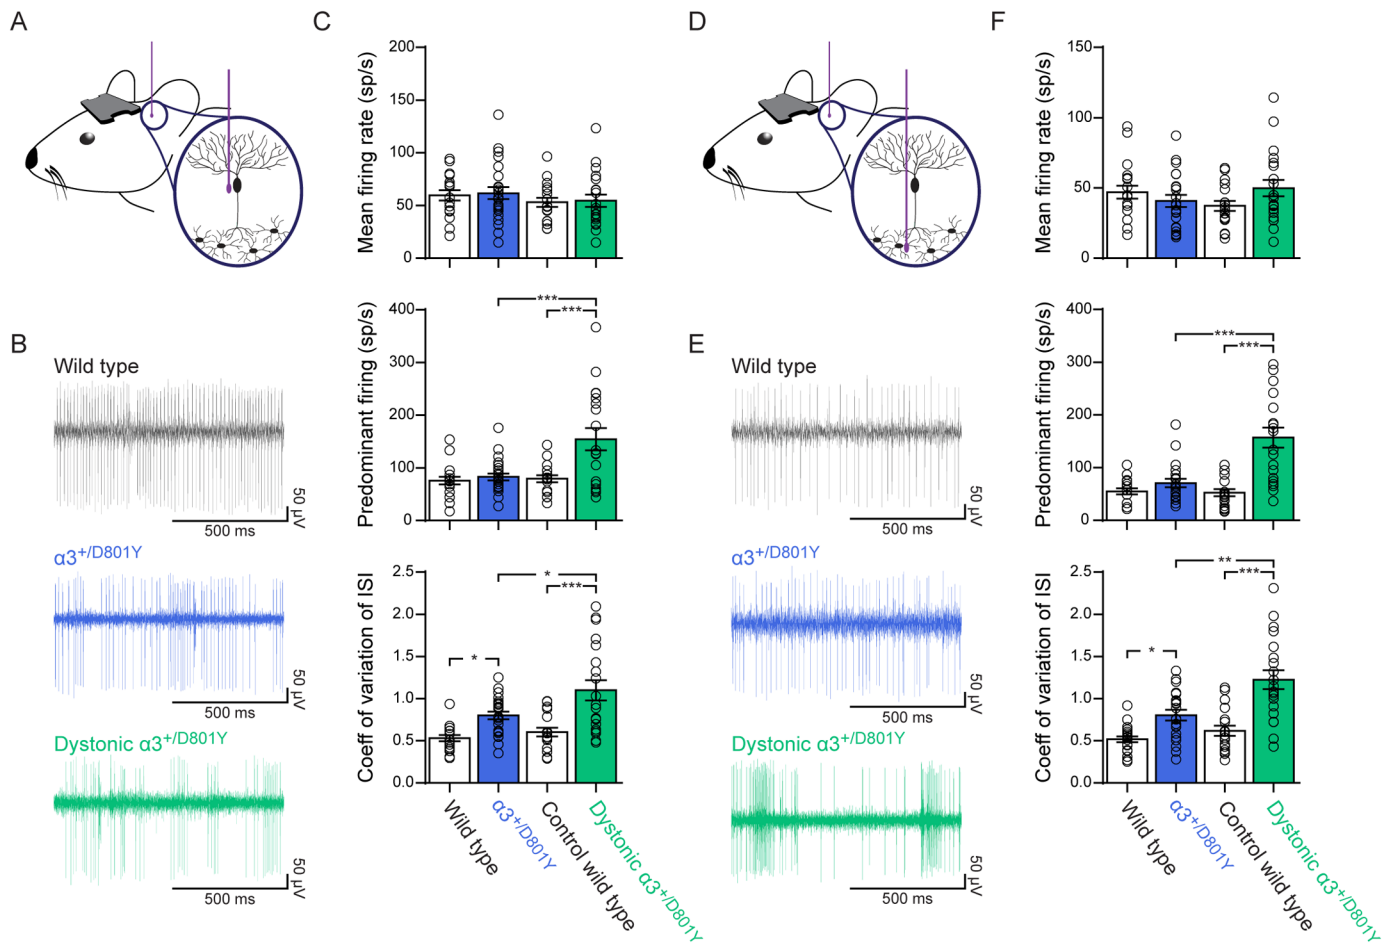 A
B
Wild type
50 µV
500 ms
α3+/D801Y
50 µV
500 ms
Dystonic α3+/D801Y
50 µV
500 ms
C
Mean firing rate (sp/s)
200
150
100
50
0
Predominant firing (sp/s)
400
300
200
100
0
***
***
Coeff of variation of ISI
2.5
2.0
1.5
1.0
0.5
0.0
*
***
*
Wild type
α3+/D801Y
Control wild type
Dystonic α3+/D801Y
D
E
Wild type
50 µV
500 ms
α3+/D801Y
50 µV
500 ms
Dystonic α3+/D801Y
50 µV
500 ms
F
Mean firing rate (sp/s)
150
100
50
0
Predominant firing (sp/s)
400
300
200
100
0
***
***
Coeff of variation of ISI
2.5
2.0
1.5
1.0
0.5
0.0
**
***
*
Wild type
α3+/D801Y
Control wild type
Dystonic α3+/D801Y